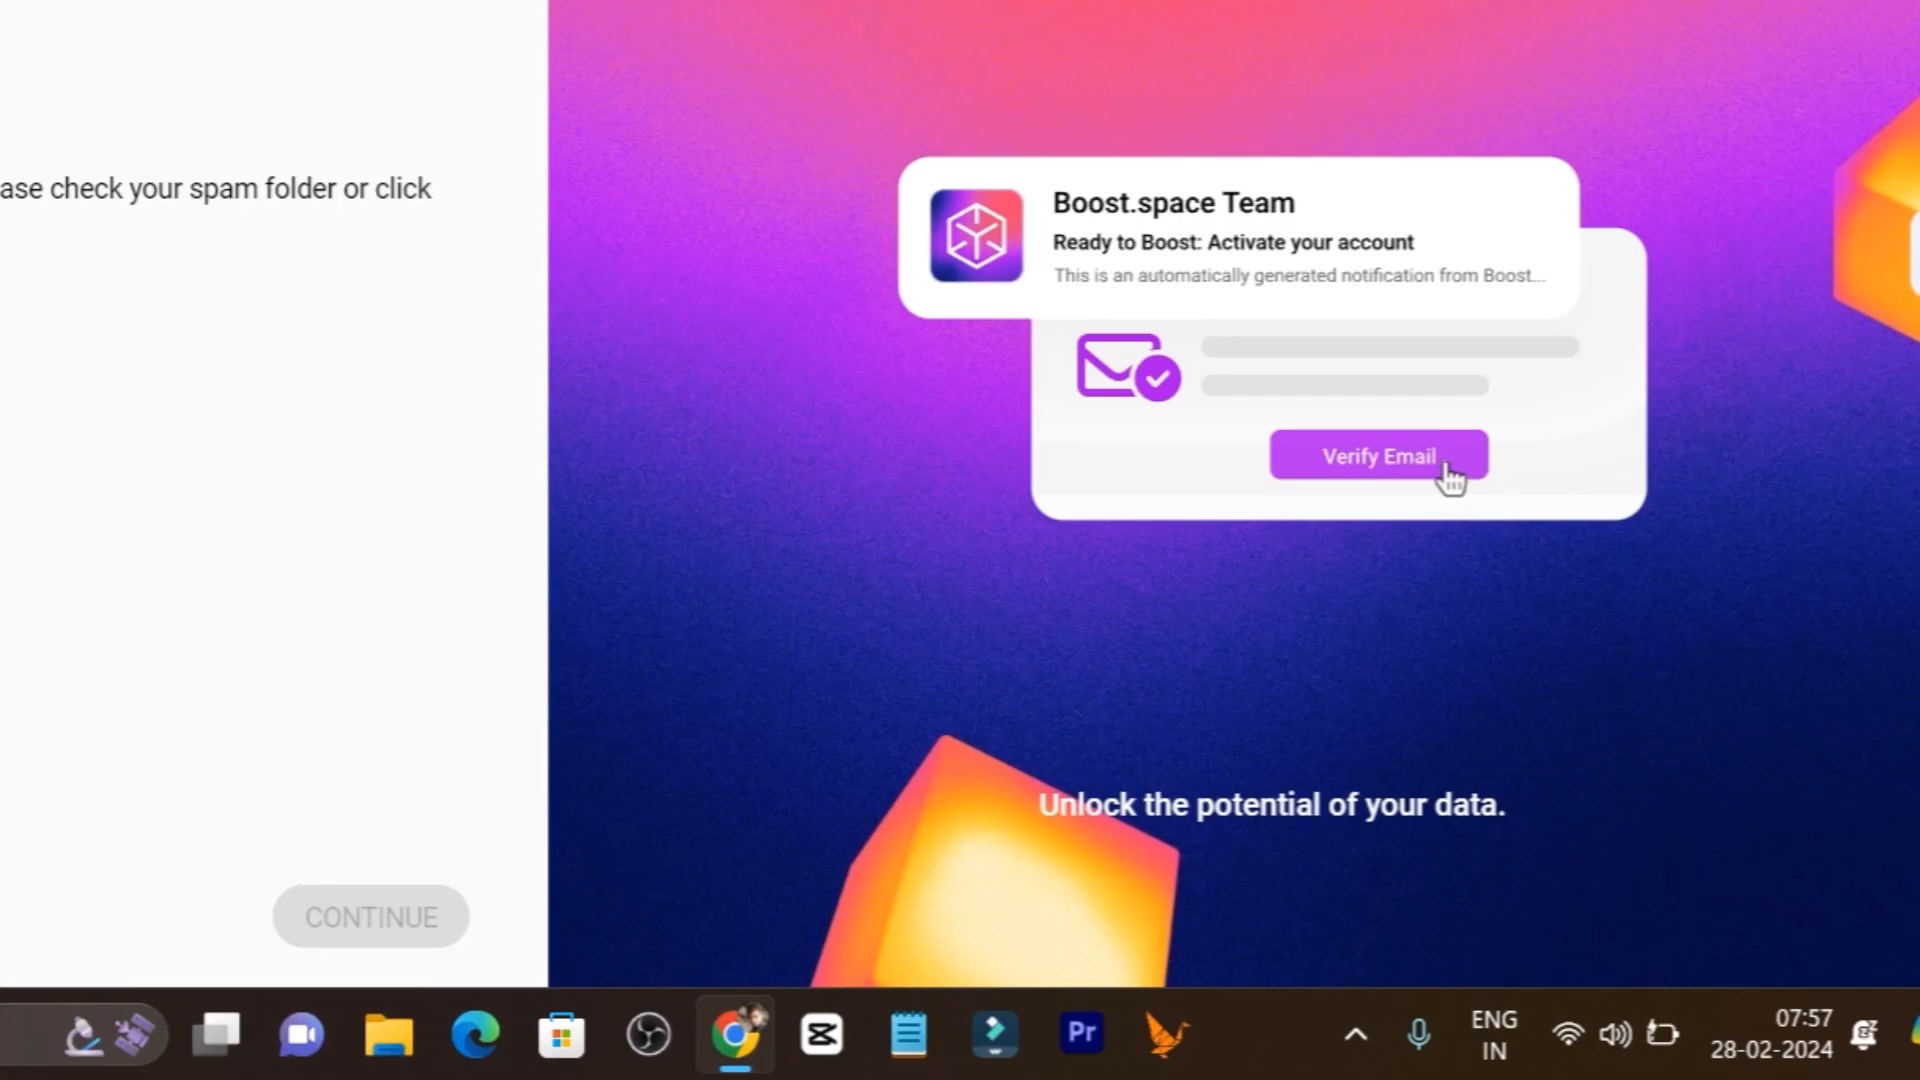 ase check your spam folder or click
CONTINUE
Boost.space Team
Ready to Boost: Activate your account
This is an automatically generated notification from Boost...
Verify Email
Unlock the potential of your data.
Pr
ENG
IN
07:57
28-02-2024